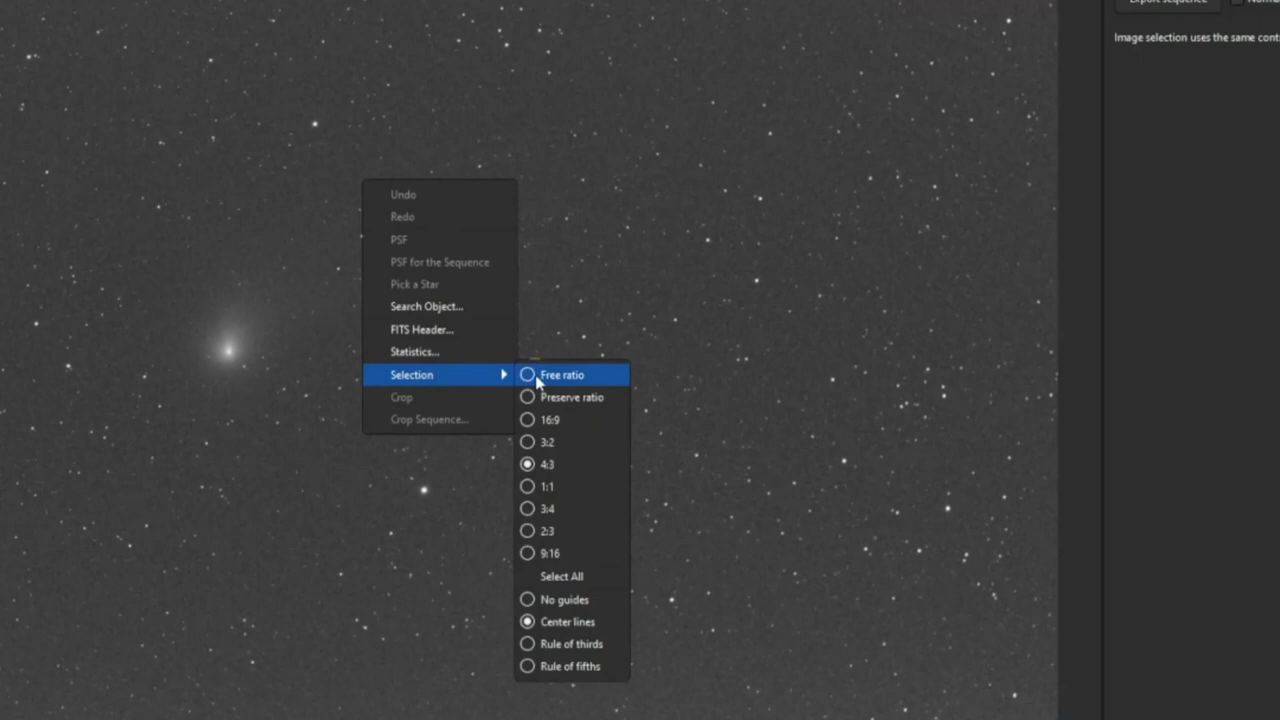 Export sequence
Image selection uses the same
Undo
Redo
PSF
PSF for the Sequence
Pick a Star
Search Object...
FITS Header...
Statistics...
Selection
Crop
Crop Sequence...
Free ratio
Preserve ratio
16:9
3:2
4:3
1:1
3:4
2:3
9:16
Select All
No guides
Center lines
Rule of thirds
Rule of fifths